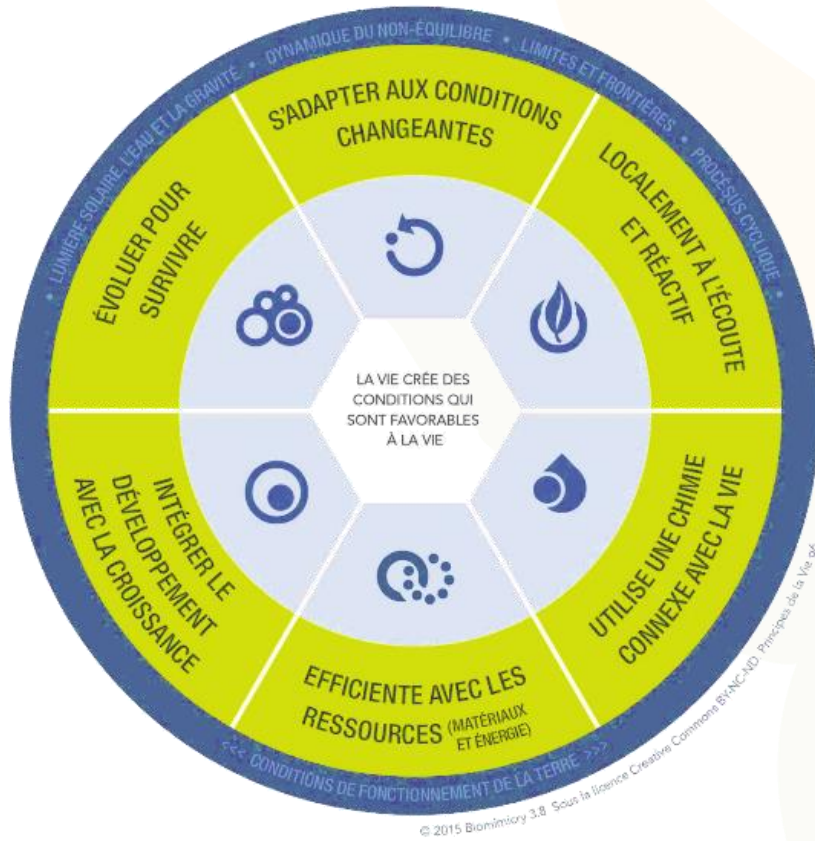 • LUMIÈRE SOLAIRE, L'EAU ET LA GRAVITÉ • DYNAMIQUE DU NON-ÉQUILIBRE • LIMITES ET FRONTIÈRES • PROCÉSUS CYCLIQUE •
S'ADAPTER AUX CONDITIONS
CHANGEANTES
LOCALEMENT À L'ÉCOUTE
ET RÉACTIF
UTILISE UNE CHIMIE
CONNEXE AVEC LA VIE
EFFICIENTE AVEC LES
RESSOURCES (MATÉRIAUX
ET ÉNERGIE)
INTÉGRER LE
DÉVELOPPEMENT
AVEC LA CROISSANCE
ÉVOLUER POUR
SURVIVRE
LA VIE CRÉE DES
CONDITIONS QUI
SONT FAVORABLES
À LA VIE
<<< CONDITIONS DE FONCTIONNEMENT DE LA TERRE >>>
© 2015 Biomimicry 3.8 Sous la licence Creative Commons BY-NC-ND. Principes de la Vie